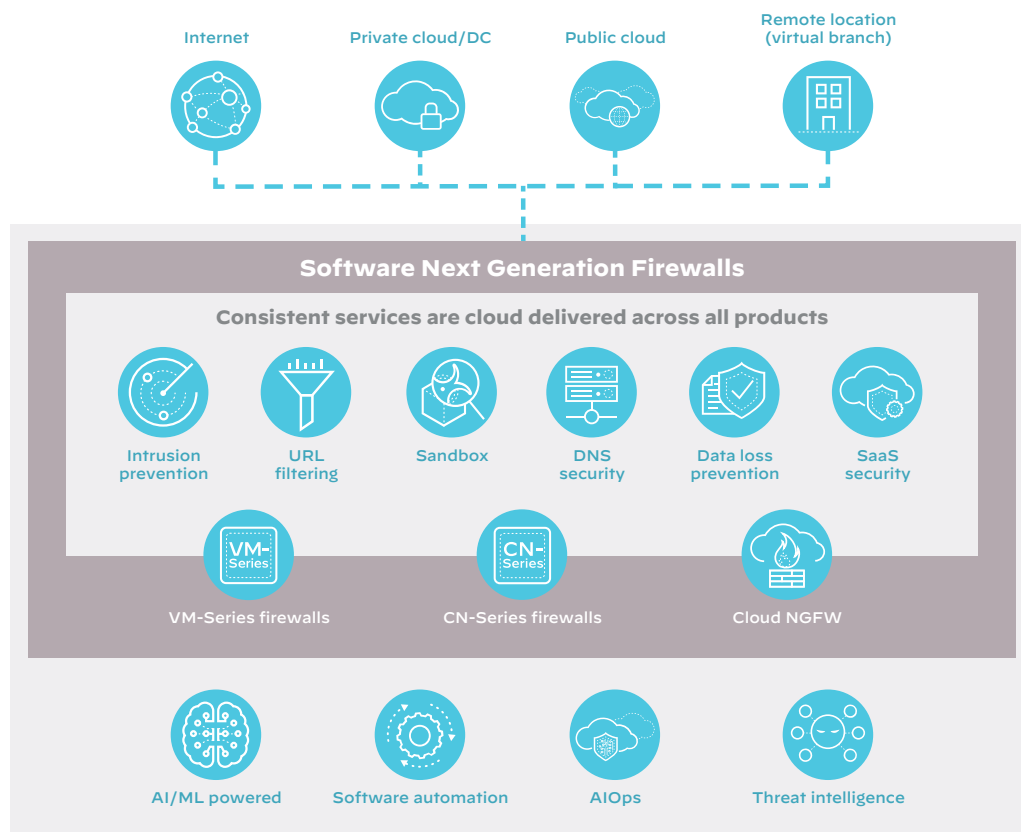 Internet
Private cloud/DC
Public cloud
Remote location
(virtual branch)
Software Next Generation Firewalls
Consistent services are cloud delivered across all products
Intrusion
prevention
URL
filtering
Sandbox
DNS
security
Data loss
prevention
SaaS
security
VM-
Series
CN-
Series
VM-Series firewalls
CN-Series firewalls
Cloud NGFW
AI/ML powered
Software automation
AIOps
Threat intelligence